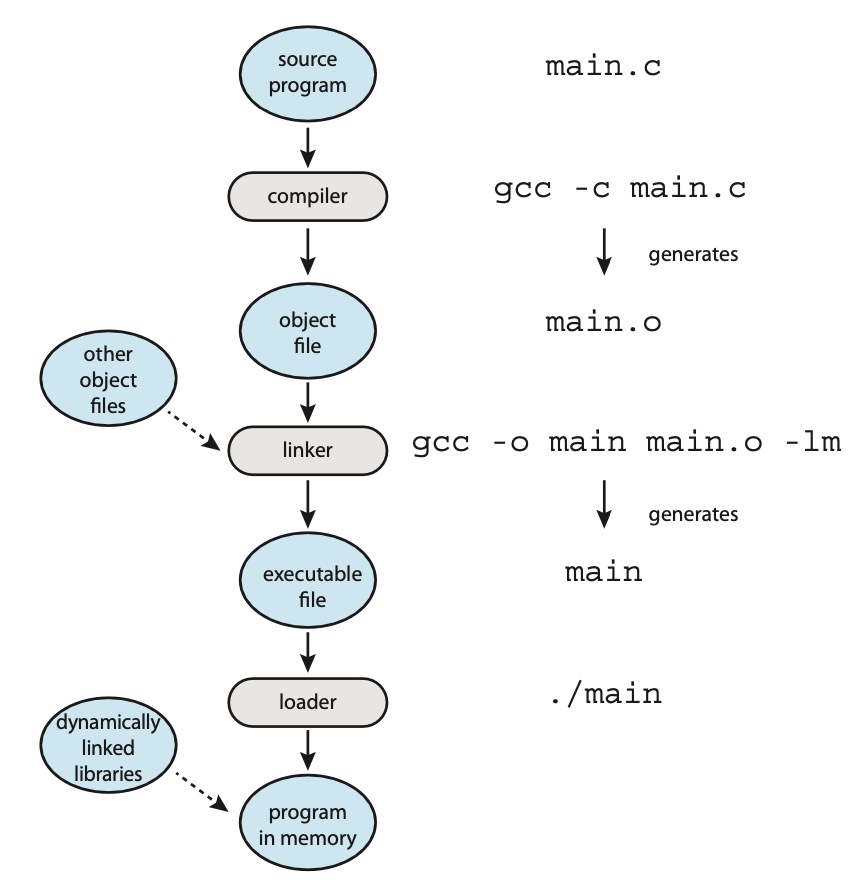 source
program
main.c
compiler
gcc -c main.c
generates
object
file
main.o
other
object
files
linker
gcc -o main main.o -lm
generates
executable
file
main
loader
./main
dynamically
linked
libraries
program
in memory